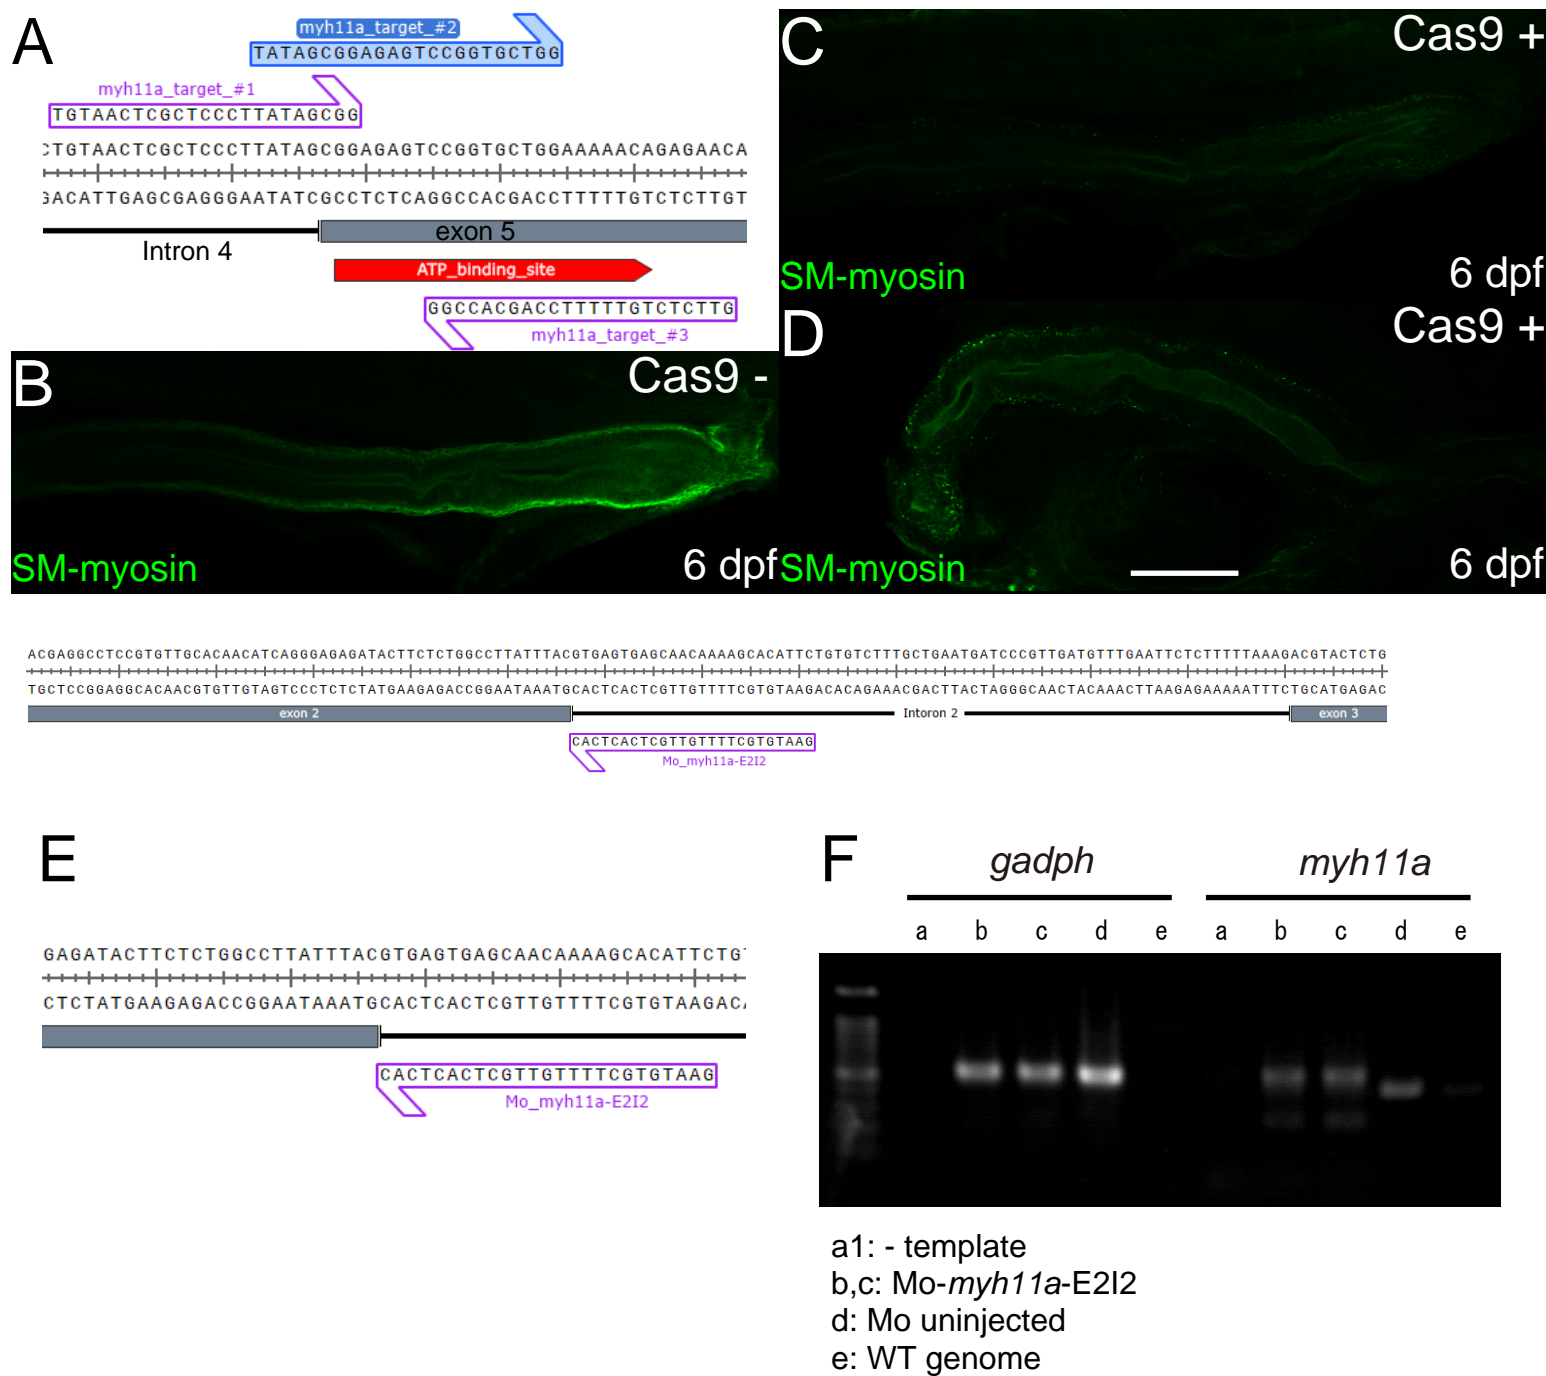 A
myh11a_target_#2
TATAGCGGAGAGTCCGGTGCTGG
myh11a_target_#1
TGTAACTCGCTCCCTTATAGCGG
CTGTAACTCGCTCCCTTATAGCGGAGAGTCCGGTGCTGGAAAAACAGAGAACA
GACATTGAGCGAGGGAATATCGCCTCTCAGGCCACGACCTTTTTGTCTCTTGT
exon 5
Intron 4
ATP_binding_site
GGCCACGACCTTTTTGTCTCTTG
myh11a_target_#3
B
Cas9 -
SM-myosin
6 dpf
C
Cas9 +
SM-myosin
6 dpf
D
Cas9 +
SM-myosin
6 dpf
ACGAGGCCTCCGTGTTGCACAACATCAGGGAGAGATACTTCTCTGGCCTTATTTACGTGAGTGAGCAACAAAAGCACATTCTGTGTCTTTGCTGAATGATCCCGTTGATGTTTGAATTCTCTTTTTAAAGACGTACTCTG
TGCTCCGGAGGCACAACGTGTTGTAGTCCCTCTCTATGAAGAGACCGGAATAAATGCACTCACTCGTTGTTTTCGTGTAAGACACAGAAACGACTTACTAGGGCAACTACAAACTTAAGAGAAAAATTTCTGCATGAGAC
exon 2
Intoron 2
exon 3
CACTCACTCGTTGTTTTCGTGTAAG
Mo_myh11a-E2I2
E
GAGATACTTCTCTGGCCTTATTTACGTGAGTGAGCAACAAAAGCACATTCTGT
CTCTATGAAGAGACCGGAATAAATGCACTCACTCGTTGTTTTCGTGTAAGACA
CACTCACTCGTTGTTTTCGTGTAAG
Mo_myh11a-E2I2
F
gadph myh11a
a b c d e a b c d e
a1: - template
b,c: Mo-myh11a-E2I2
d: Mo uninjected
e: WT genome